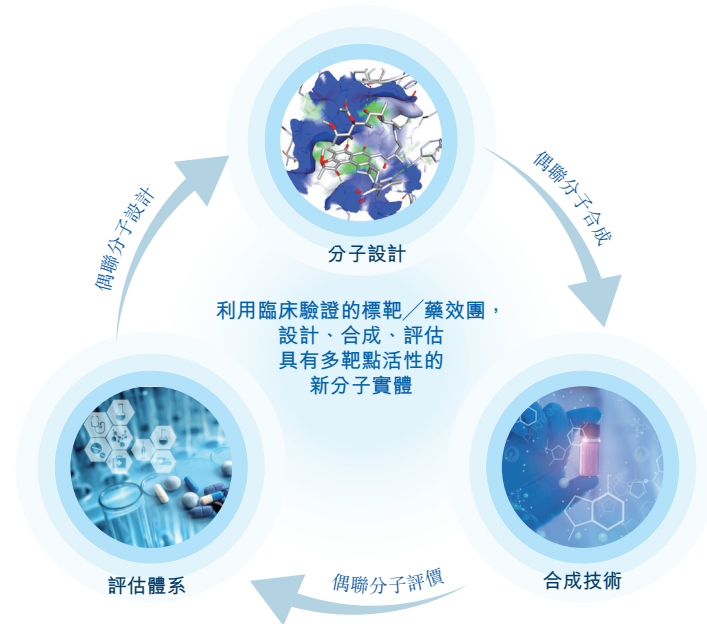 偶聯分子設計
偶聯分子合成
分子設計
利用臨床驗證的標靶／藥效團，
設計、合成、評估
具有多靶點活性的
新分子實體
評估體系
偶聯分子評價
合成技術